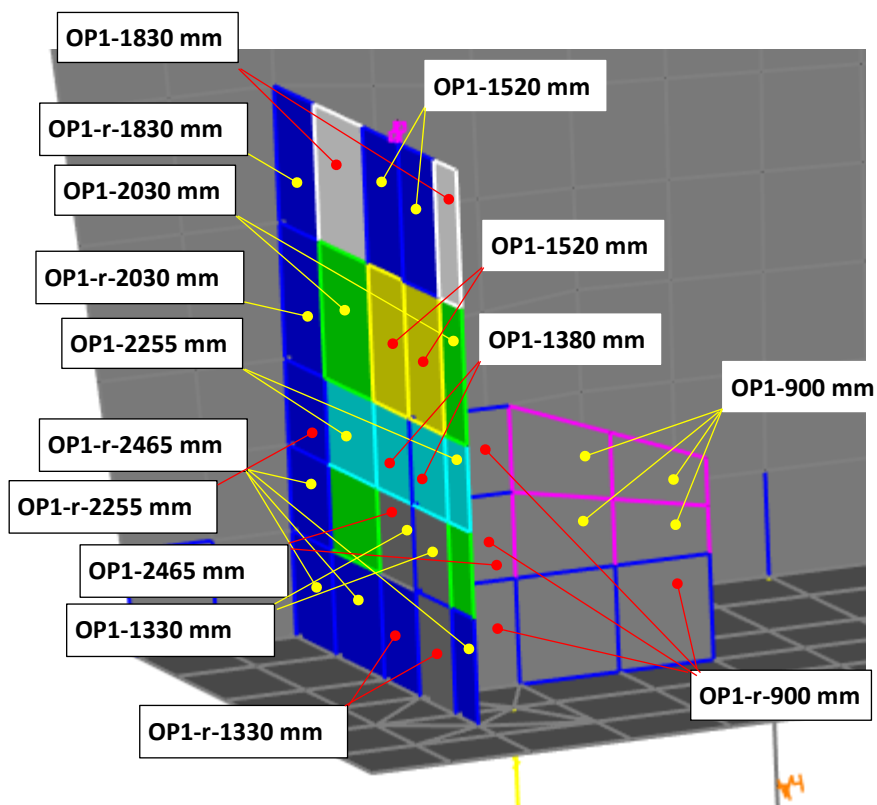 OP1-1830 mm
OP1-1520 mm
OP1-r-1830 mm
OP1-2030 mm
OP1-1520 mm
OP1-r-2030 mm
OP1-2255 mm
OP1-1380 mm
OP1-900 mm
OP1-r-2465 mm
OP1-r-2255 mm
OP1-2465 mm
OP1-1330 mm
OP1-r-900 mm
OP1-r-1330 mm